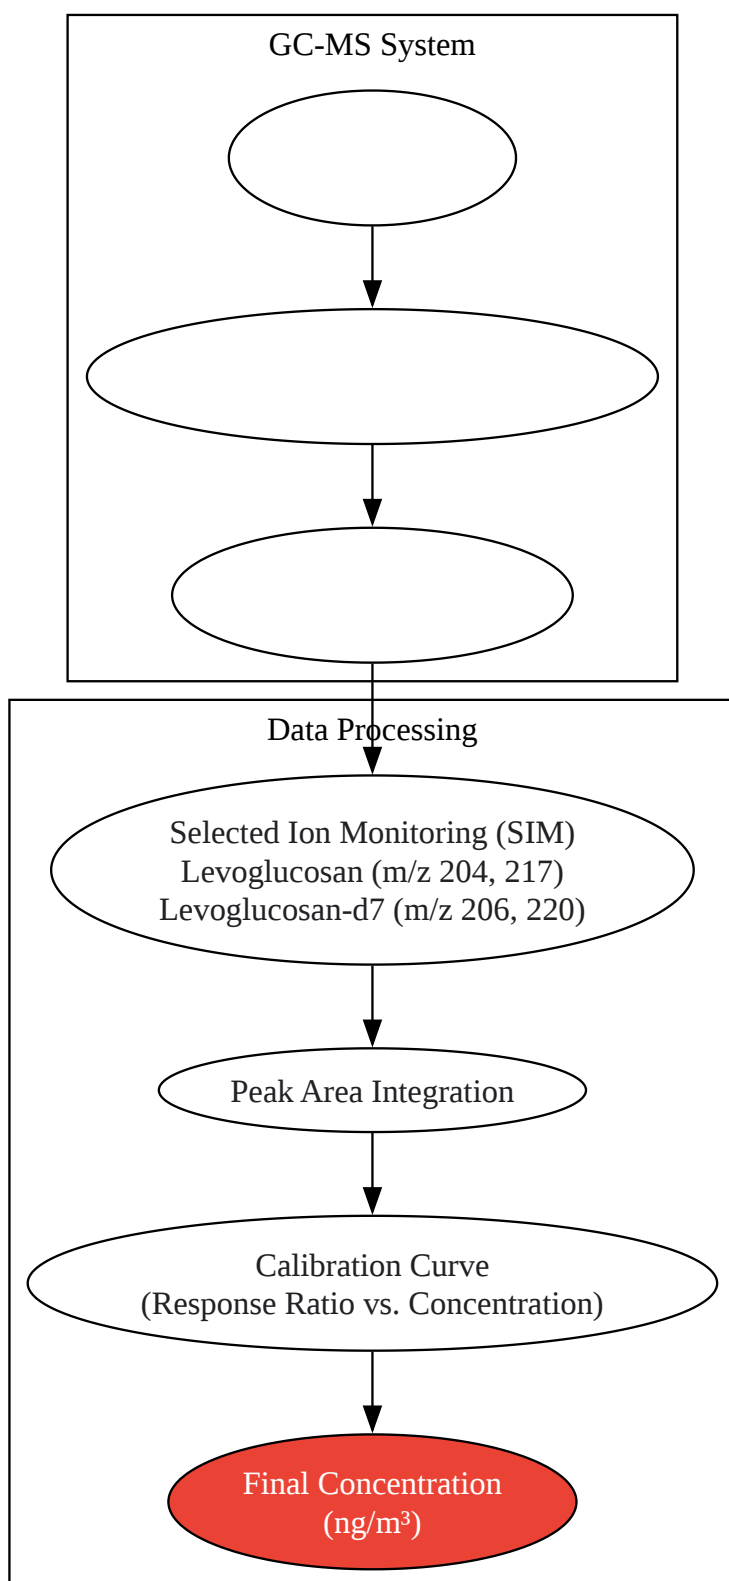 GC-MS System
Data Processing
Selected Ion Monitoring (SIM)
Levoglucosan (m/z 204, 217)
Levoglucosan-d7 (m/z 206, 220)
Peak Area Integration
Calibration Curve
(Response Ratio vs. Concentration)
Final Concentration
(ng/m³)